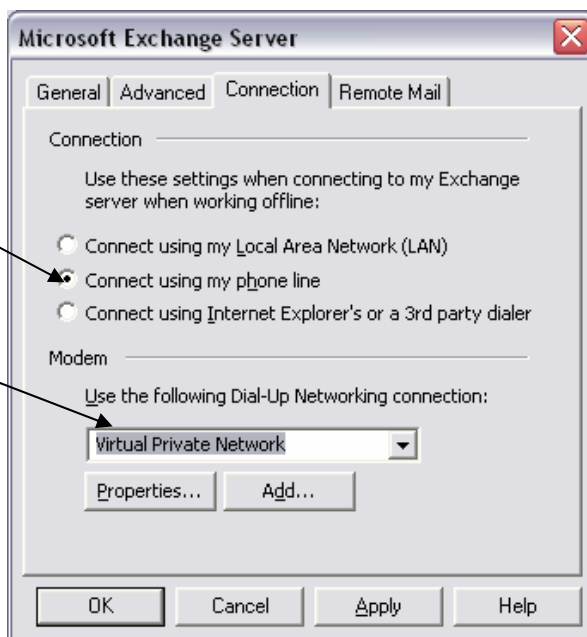 Microsoft Exchange Server
General Advanced Connection Remote Mail
Connection
Use these settings when connecting to my Exchange
server when working offline:
Connect using my Local Area Network (LAN)
Connect using my phone line
Connect using Internet Explorer's or a 3rd party dialer
Modem
Use the following Dial-Up Networking connection:
Virtual Private Network
Properties... Add...
OK Cancel Apply Help